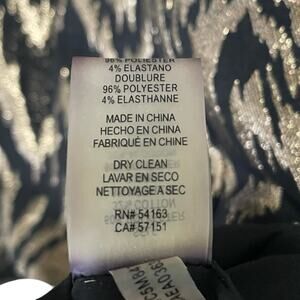 96% POLIESTER
4% ELASTANO
DOUBLURE
96% POLYESTER
4% ELASTHANNE
MADE IN CHINA
HECHO EN CHINA
FABRIQUÉ EN CHINE
DRY CLEAN
LAVAR EN SECO
NETTOYAGE A SEC
RN# 54163
CA# 57151